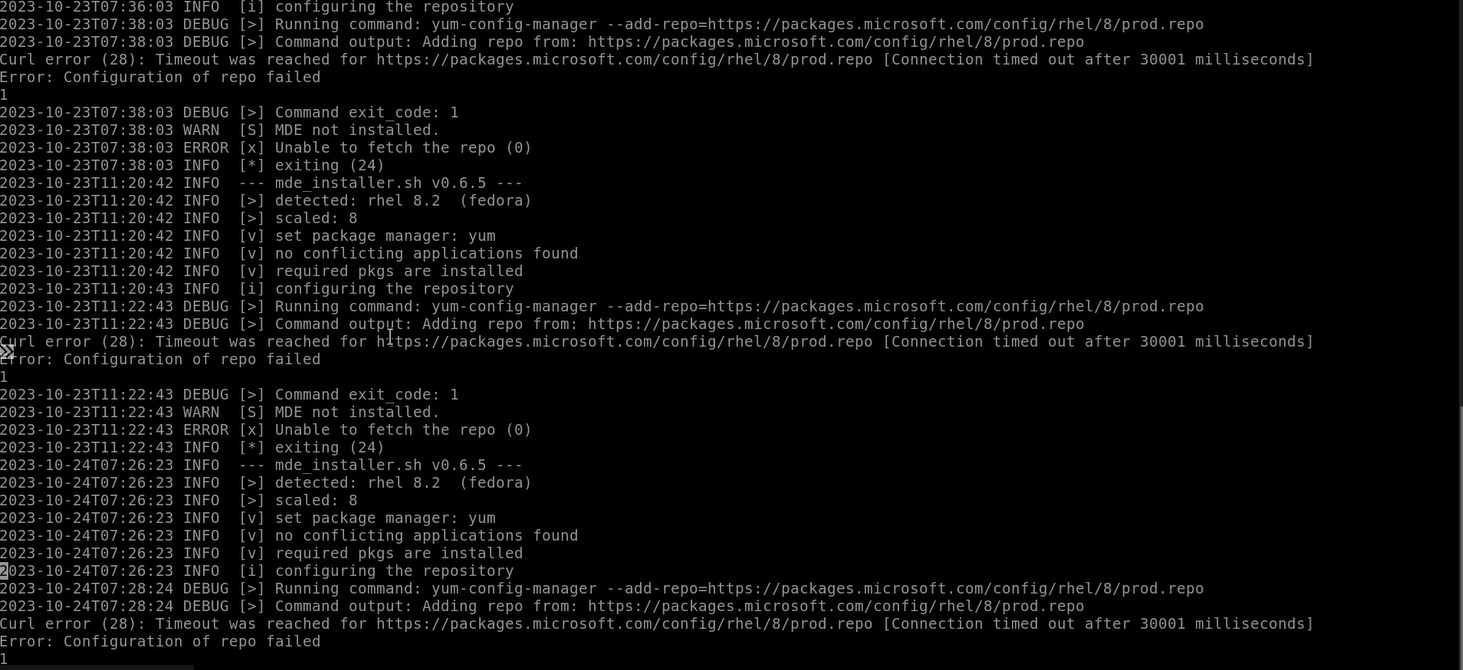 2023-10-23T07:36:03 INFO  [i] configuring the repository
2023-10-23T07:38:03 DEBUG [>] Running command: yum-config-manager --add-repo=https://packages.microsoft.com/config/rhel/8/prod.repo
2023-10-23T07:38:03 DEBUG [>] Command output: Adding repo from: https://packages.microsoft.com/config/rhel/8/prod.repo
Curl error (28): Timeout was reached for https://packages.microsoft.com/config/rhel/8/prod.repo [Connection timed out after 30001 milliseconds]
Error: Configuration of repo failed
1
2023-10-23T07:38:03 DEBUG [>] Command exit_code: 1
2023-10-23T07:38:03 WARN  [S] MDE not installed.
2023-10-23T07:38:03 ERROR [x] Unable to fetch the repo (0)
2023-10-23T07:38:03 INFO  [*] exiting (24)
2023-10-23T11:20:42 INFO  --- mde_installer.sh v0.6.5 ---
2023-10-23T11:20:42 INFO  [>] detected: rhel 8.2  (fedora)
2023-10-23T11:20:42 INFO  [>] scaled: 8
2023-10-23T11:20:42 INFO  [v] set package manager: yum
2023-10-23T11:20:42 INFO  [v] no conflicting applications found
2023-10-23T11:20:42 INFO  [v] required pkgs are installed
2023-10-23T11:20:43 INFO  [i] configuring the repository
2023-10-23T11:22:43 DEBUG [>] Running command: yum-config-manager --add-repo=https://packages.microsoft.com/config/rhel/8/prod.repo
2023-10-23T11:22:43 DEBUG [>] Command output: Adding repo from: https://packages.microsoft.com/config/rhel/8/prod.repo
Curl error (28): Timeout was reached for https://packages.microsoft.com/config/rhel/8/prod.repo [Connection timed out after 30001 milliseconds]
Error: Configuration of repo failed
1
2023-10-23T11:22:43 DEBUG [>] Command exit_code: 1
2023-10-23T11:22:43 WARN  [S] MDE not installed.
2023-10-23T11:22:43 ERROR [x] Unable to fetch the repo (0)
2023-10-23T11:22:43 INFO  [*] exiting (24)
2023-10-24T07:26:23 INFO  --- mde_installer.sh v0.6.5 ---
2023-10-24T07:26:23 INFO  [>] detected: rhel 8.2  (fedora)
2023-10-24T07:26:23 INFO  [>] scaled: 8
2023-10-24T07:26:23 INFO  [v] set package manager: yum
2023-10-24T07:26:23 INFO  [v] no conflicting applications found
2023-10-24T07:26:23 INFO  [v] required pkgs are installed
2023-10-24T07:26:23 INFO  [i] configuring the repository
2023-10-24T07:28:24 DEBUG [>] Running command: yum-config-manager --add-repo=https://packages.microsoft.com/config/rhel/8/prod.repo
2023-10-24T07:28:24 DEBUG [>] Command output: Adding repo from: https://packages.microsoft.com/config/rhel/8/prod.repo
Curl error (28): Timeout was reached for https://packages.microsoft.com/config/rhel/8/prod.repo [Connection timed out after 30001 milliseconds]
Error: Configuration of repo failed
1